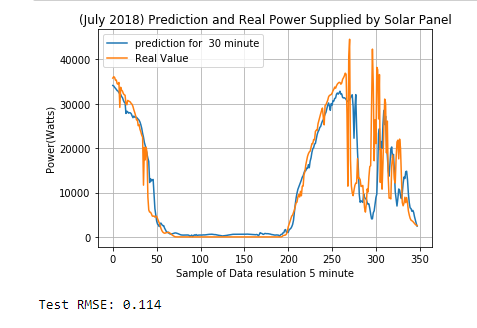 (July 2018) Prediction and Real Power Supplied by Solar Panel
prediction for 30 minute
Real Value
Power(Watts)
40000
30000
20000
10000
0
0 50 100 150 200 250 300 350
Sample of Data resulation 5 minute
Test RMSE: 0.114